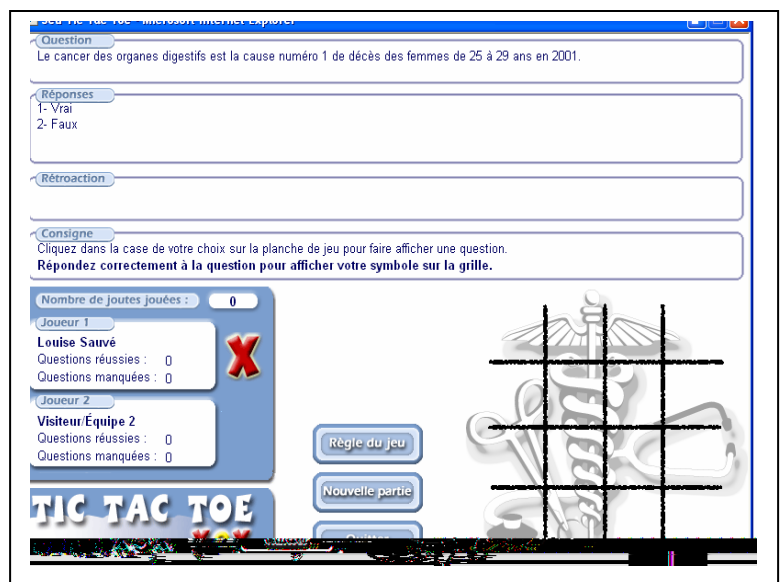 Question
Le cancer des organes digestifs est la cause numéro 1 de décès des femmes de 25 à 29 ans en 2001.
Réponses
1- Vrai
2- Faux
Rétroaction
Consigne
Cliquez dans la case de votre choix sur la planche de jeu pour faire afficher une question.
Répondez correctement à la question pour afficher votre symbole sur la grille.
Nombre de joutes jouées : 0
Joueur 1
Louise Sauvé
Questions réussies : 0
Questions manquées : 0
Joueur 2
Visiteur/Équipe 2
Questions réussies : 0
Questions manquées : 0
Règle du jeu
Nouvelle partie
TIC TAC TOE